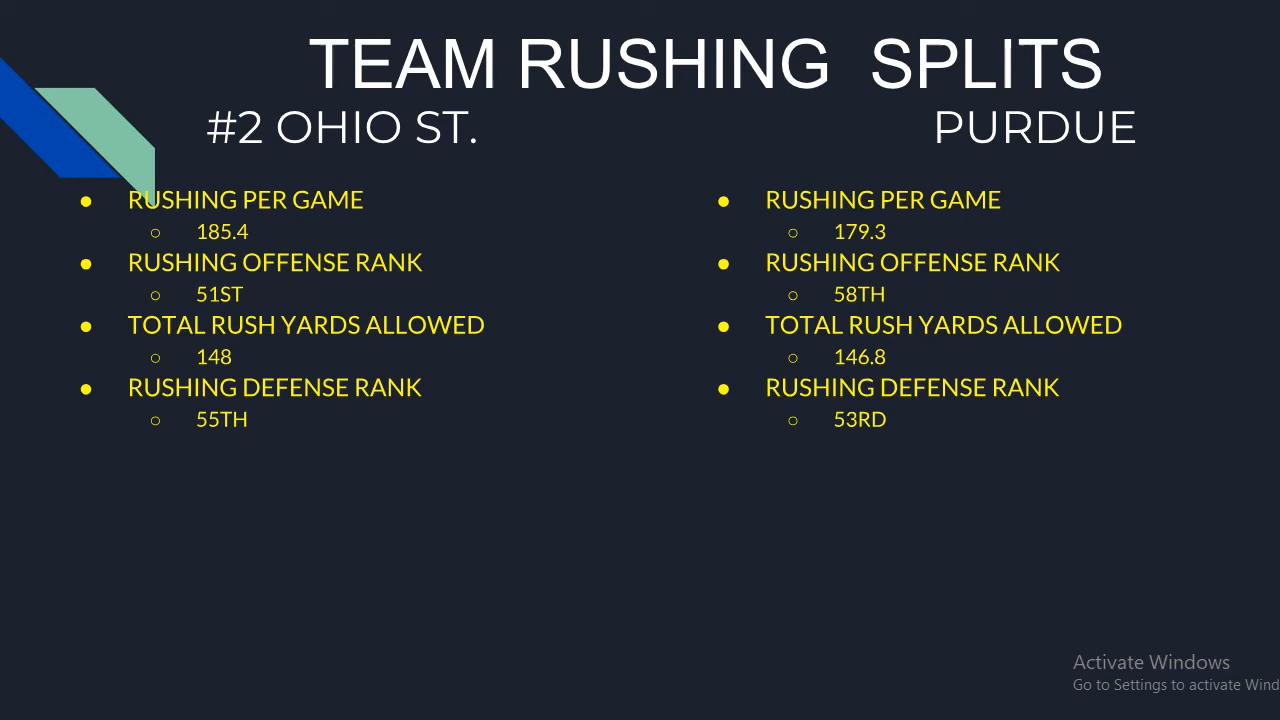 TEAM RUSHING SPLITS
#2 OHIO ST.
RUSHING PER GAME
185.4
RUSHING OFFENSE RANK
51ST
TOTAL RUSH YARDS ALLOWED
148
RUSHING DEFENSE RANK
55TH
PURDUE
RUSHING PER GAME
179.3
RUSHING OFFENSE RANK
58TH
TOTAL RUSH YARDS ALLOWED
146.8
RUSHING DEFENSE RANK
53RD
Activate Windows
Go to Settings to activate Wind